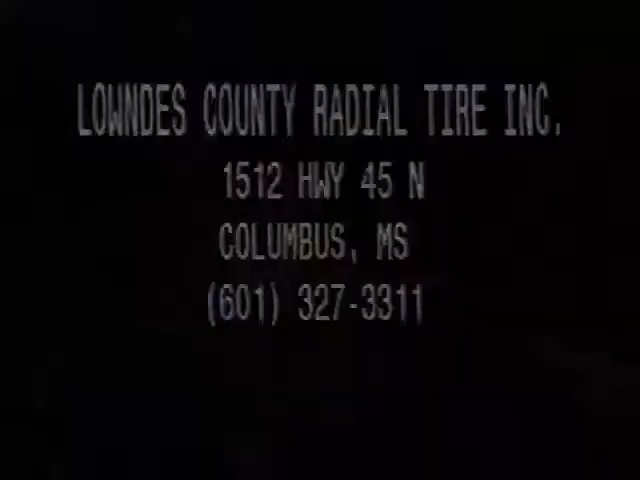 LOWNDES COUNTY RADIAL TIRE INC.
1512 HWY 45 N
COLUMBUS, MS
(601) 327-3311